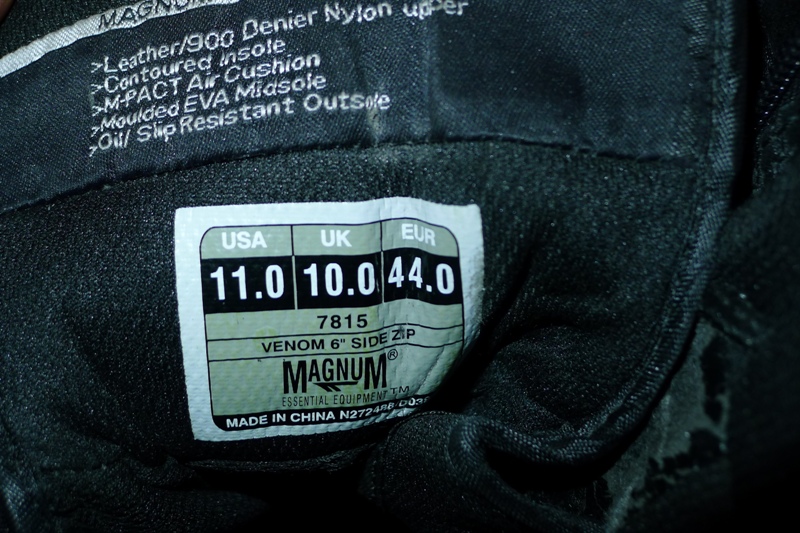 MAGNUM
>Leather/900 Denier Nylon upper
>Contoured Insole
>M-PACT Air Cushion
>Moulded EVA Midsole
>Oil/ Slip Resistant Outsole
USA UK EUR
11.0 10.0 44.0
7815
VENOM 6" SIDE ZIP
MAGNUM®
ESSENTIAL EQUIPMENT™
MADE IN CHINA